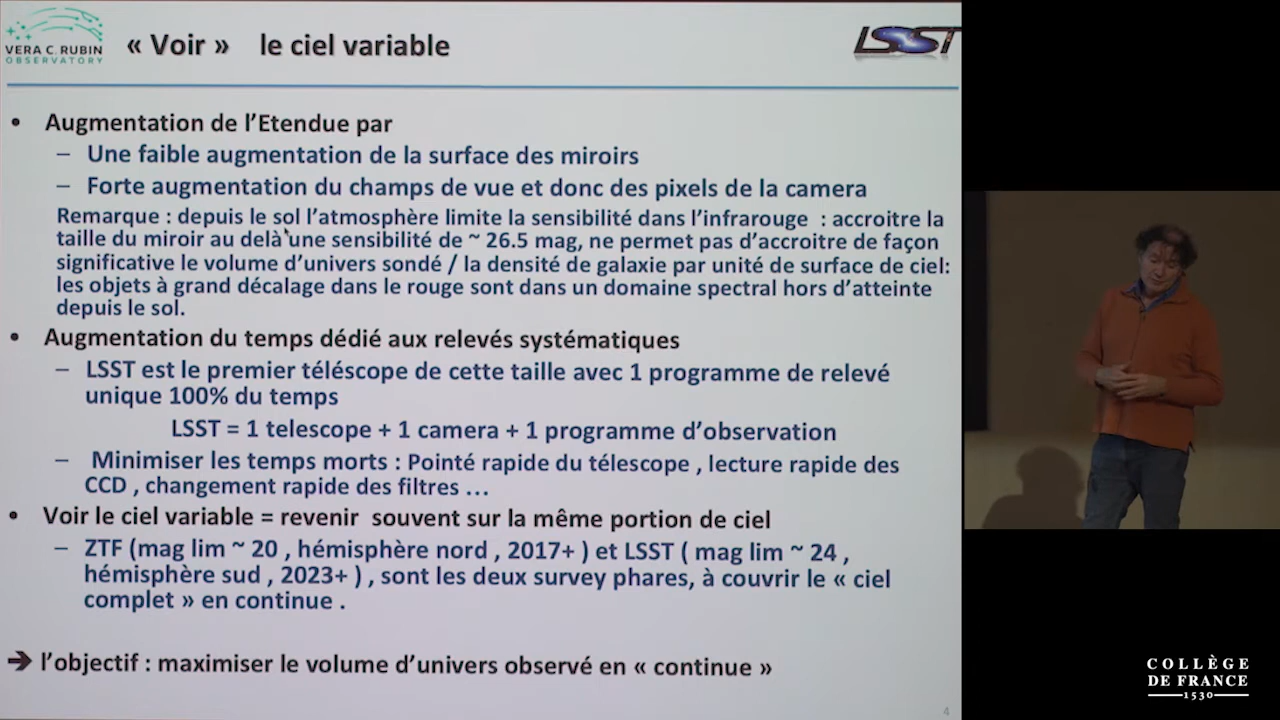 VERA C. RUBIN
OBSERVATORY
« Voir » le ciel variable
LSST
• Augmentation de l'Etendue par
– Une faible augmentation de la surface des miroirs
– Forte augmentation du champs de vue et donc des pixels de la camera
Remarque : depuis le sol l'atmosphère limite la sensibilité dans l'infrarouge : accroitre la
taille du miroir au delà'une sensibilité de ~ 26.5 mag, ne permet pas d'accroitre de façon
significative le volume d'univers sondé / la densité de galaxie par unité de surface de ciel:
les objets à grand décalage dans le rouge sont dans un domaine spectral hors d'atteinte
depuis le sol.
• Augmentation du temps dédié aux relevés systématiques
– LSST est le premier téléscope de cette taille avec 1 programme de relevé
unique 100% du temps
LSST = 1 telescope + 1 camera + 1 programme d'observation
– Minimiser les temps morts : Pointé rapide du télescope , lecture rapide des
CCD , changement rapide des filtres ...
• Voir le ciel variable = revenir souvent sur la même portion de ciel
– ZTF (mag lim ~ 20 , hémisphère nord , 2017+ ) et LSST ( mag lim ~ 24 ,
hémisphère sud , 2023+ ) , sont les deux survey phares, à couvrir le « ciel
complet » en continue .
➔ l'objectif : maximiser le volume d'univers observé en « continue »
4
COLLÈGE
DE FRANCE
1530